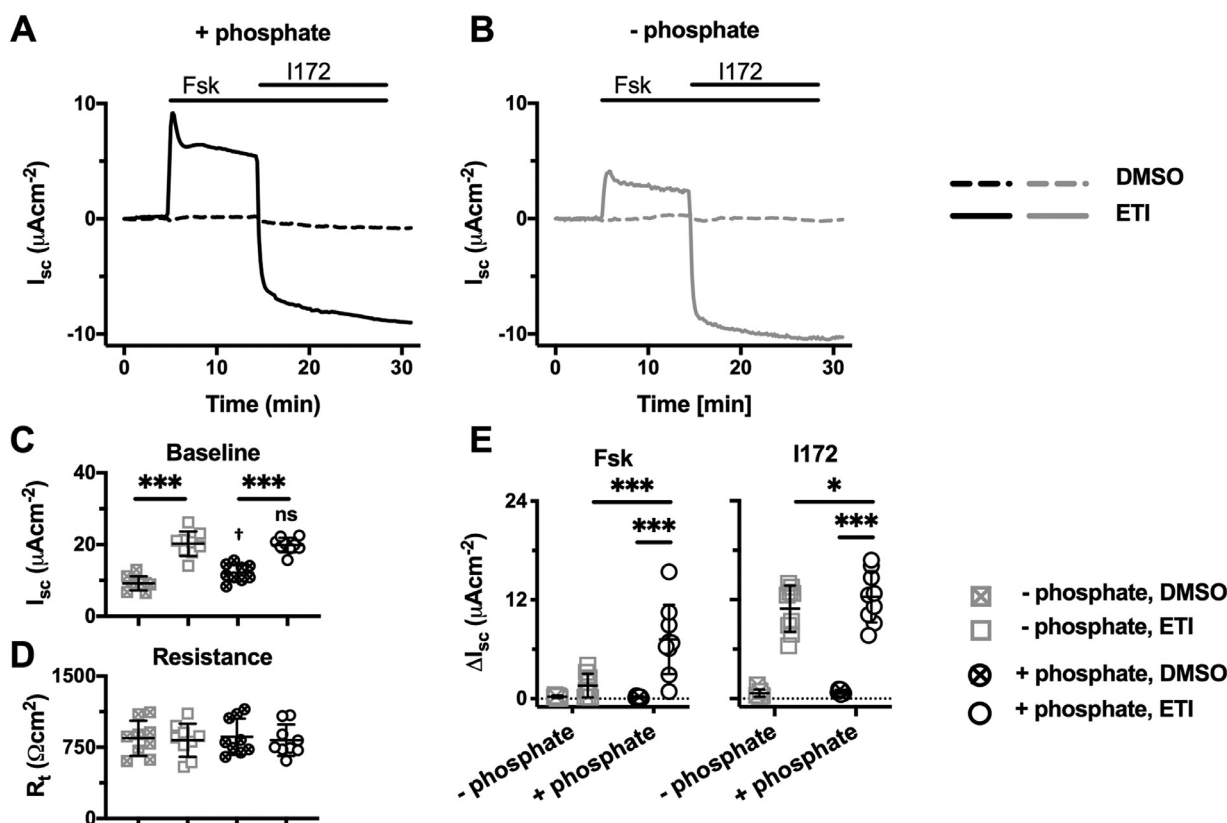 A
+ phosphate
Fsk
I172
10
0
-10
Isc (μAcm-2)
0
10
20
30
Time (min)
B
- phosphate
Fsk
I172
10
0
-10
Isc (μAcm-2)
0
10
20
30
Time [min]
DMSO
ETI
C
Baseline
***
***
†
ns
40
20
0
Isc (μAcm-2)
D
Resistance
1500
750
0
Rt (Ωcm2)
E
Fsk
I172
***
***
*
***
24
12
0
ΔIsc (μAcm-2)
- phosphate
+ phosphate
- phosphate
+ phosphate
- phosphate, DMSO
- phosphate, ETI
+ phosphate, DMSO
+ phosphate, ETI